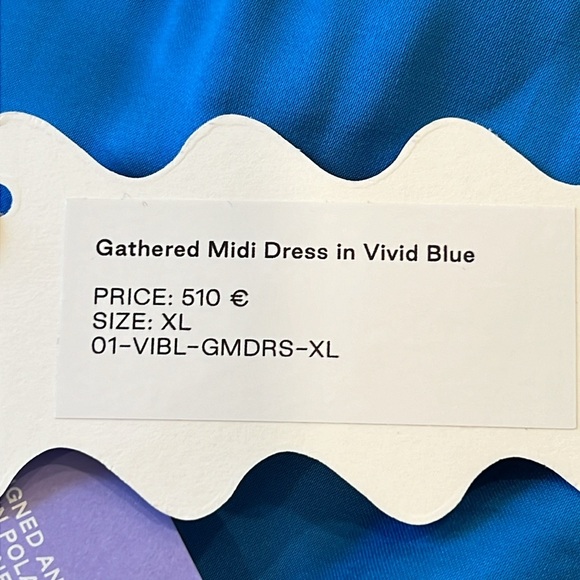 Gathered Midi Dress in Vivid Blue
PRICE: 510 €
SIZE: XL
01-VIBL-GMDRS-XL